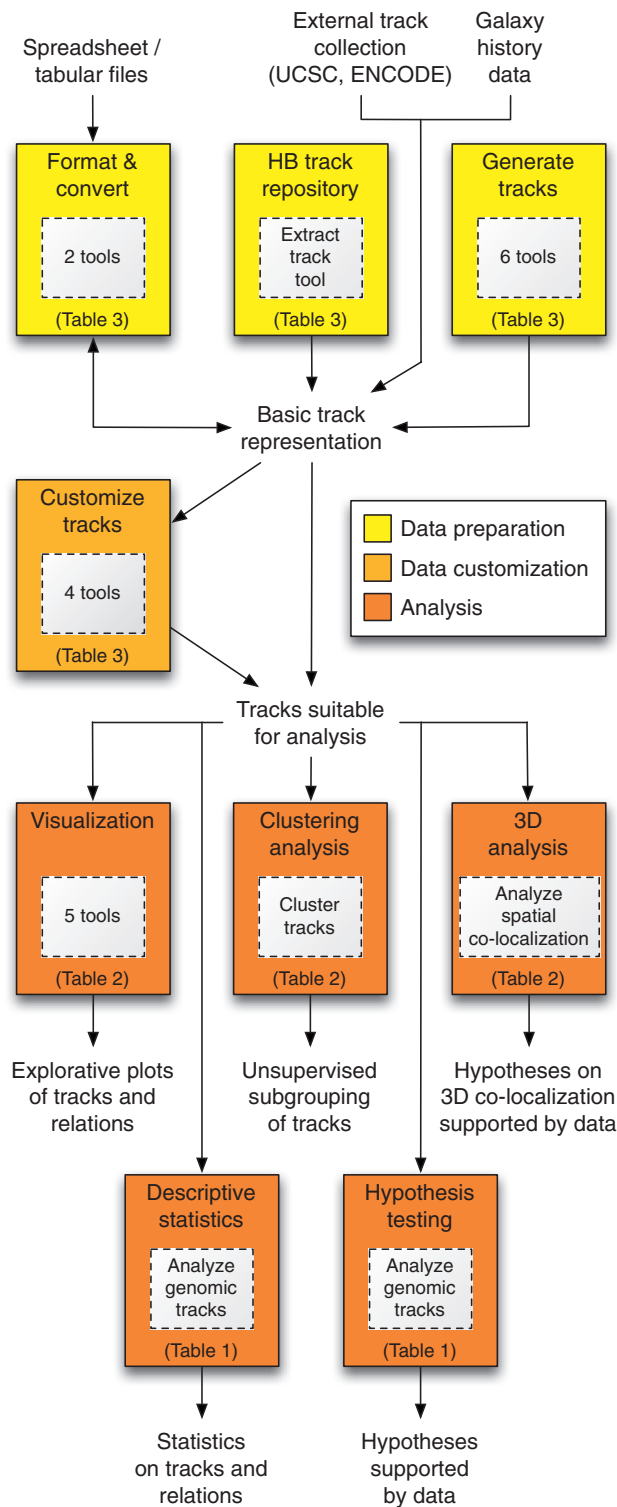 Spreadsheet /
tabular files
External track
collection
(UCSC, ENCODE)
Galaxy
history
data
Format &
convert
2 tools
(Table 3)
HB track
repository
Extract
track
tool
(Table 3)
Generate
tracks
6 tools
(Table 3)
Basic track
representation
Customize
tracks
4 tools
(Table 3)
Data preparation
Data customization
Analysis
Tracks suitable
for analysis
Visualization
5 tools
(Table 2)
Clustering
analysis
Cluster
tracks
(Table 2)
3D
analysis
Analyze
spatial
co-localization
(Table 2)
Explorative plots
of tracks and
relations
Unsupervised
subgrouping
of tracks
Hypotheses on
3D co-localization
supported by data
Descriptive
statistics
Analyze
genomic
tracks
(Table 1)
Hypothesis
testing
Analyze
genomic
tracks
(Table 1)
Statistics
on tracks and
relations
Hypotheses
supported
by data